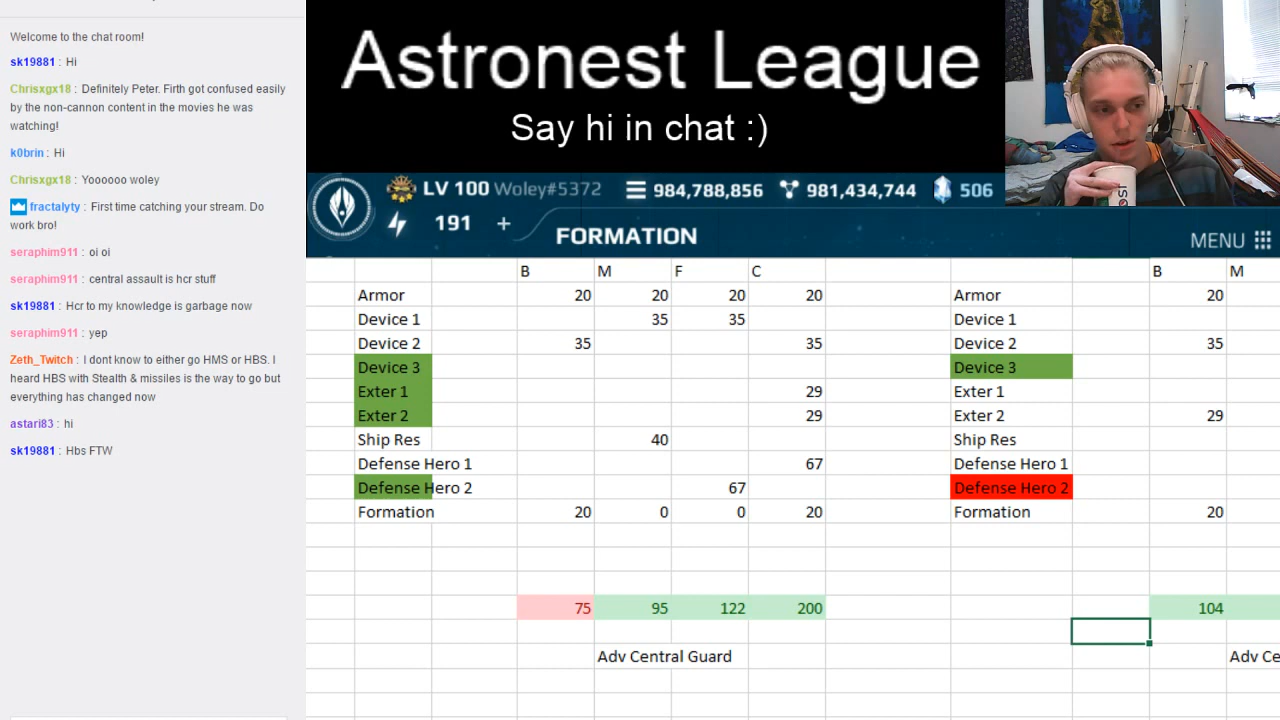 Welcome to the chat room!
sk19881 : Hi
Chrisxgx18 : Definitely Peter. Firth got confused easily
by the non-cannon content in the movies he was
watching!
k0brin : Hi
Chrisxgx18 : Yoooooo woley
fractalyty : First time catching your stream. Do
work bro!
seraphim911 : oi oi
seraphim911 : central assault is hcr stuff
sk19881 : Hcr to my knowledge is garbage now
seraphim911 : yep
Zeth_Twitch : I dont know to either go HMS or HBS. I
heard HBS with Stealth & missiles is the way to go but
everything has changed now
astari83 : hi
sk19881 : Hbs FTW
Astronest League
Say hi in chat :)
LV 100 Woley#5372 984,788,856 981,434,744 506
191 +
FORMATION
MENU
B M F C B M
Armor 20 20 20 20 Armor 20
Device 1 35 35 Device 1
Device 2 35 35 Device 2 35
Device 3 Device 3
Exter 1 29 Exter 1
Exter 2 29 Exter 2 29
Ship Res 40 Ship Res
Defense Hero 1 67 Defense Hero 1
Defense Hero 2 67 Defense Hero 2
Formation 20 0 0 20 Formation 20
75 95 122 200 104
Adv Central Guard Adv Ce